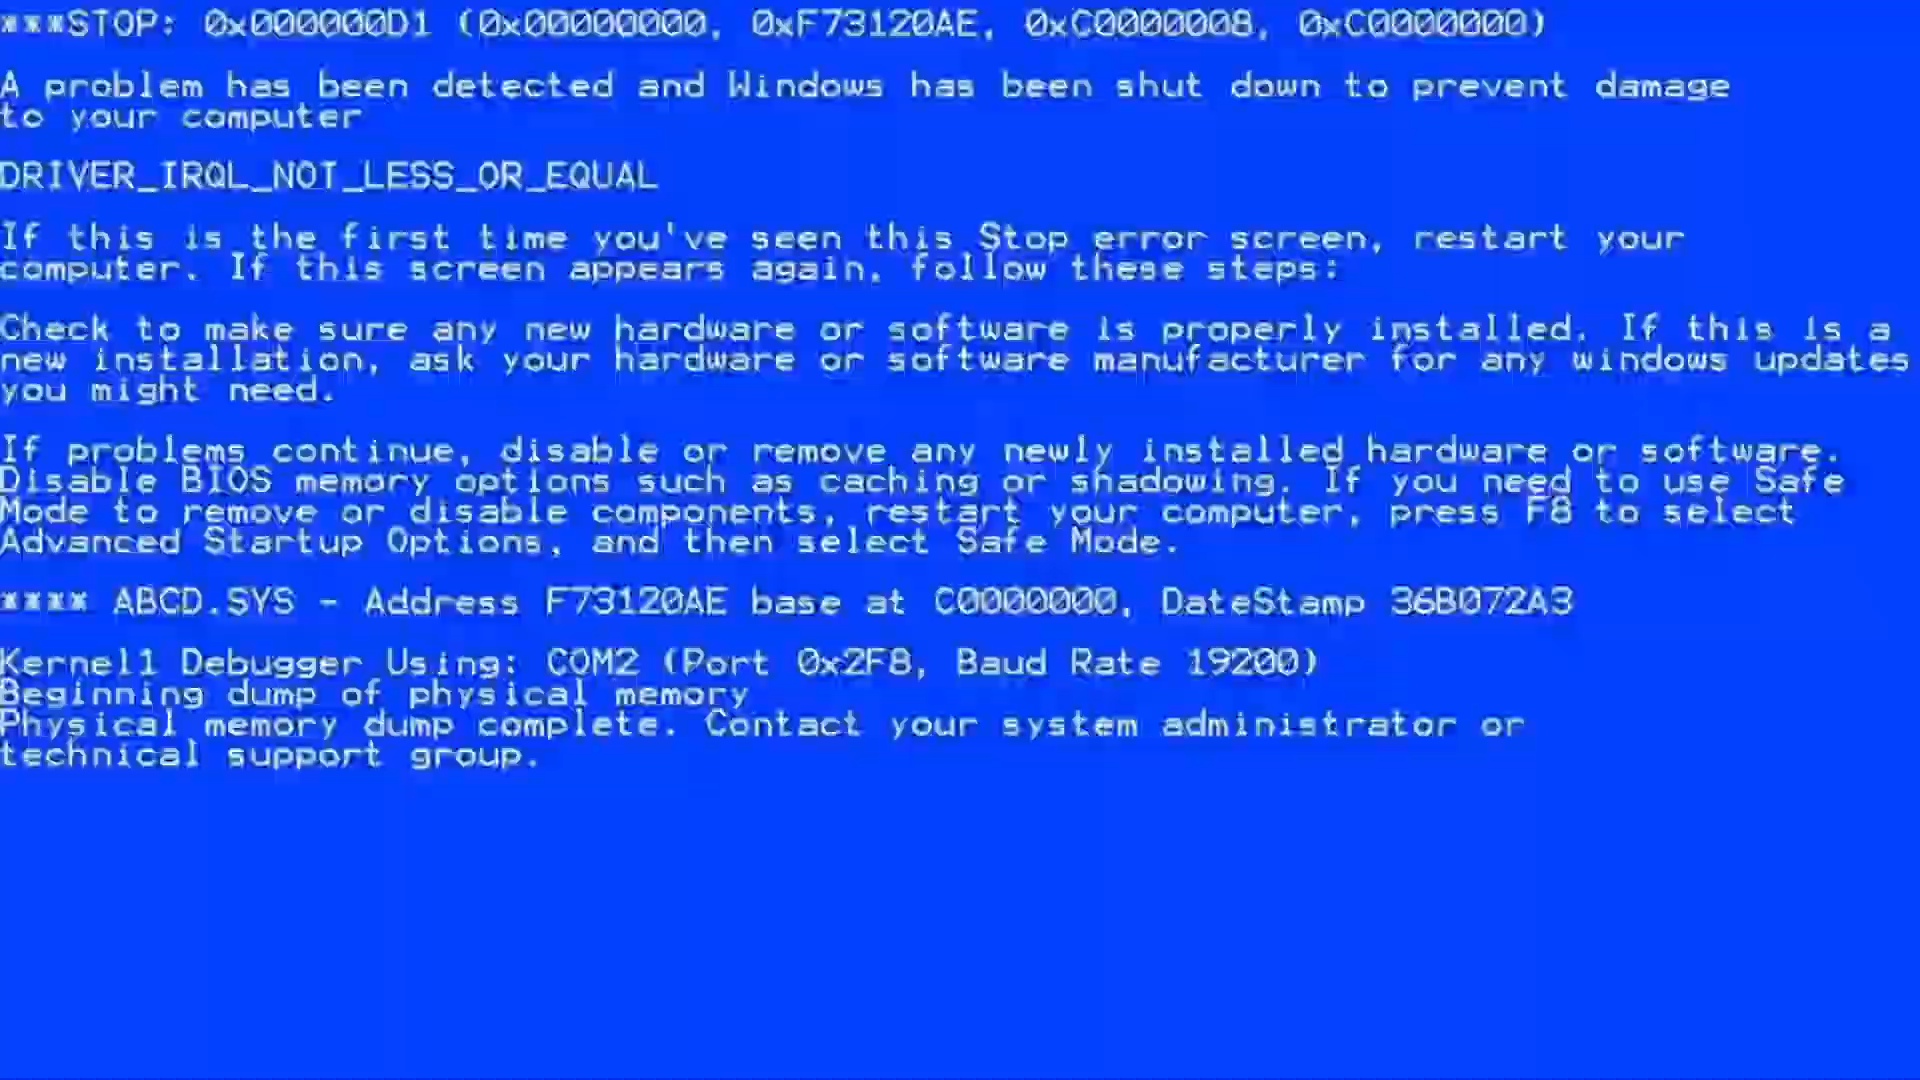 ***STOP: 0x000000D1 (0x00000000, 0xF73120AE, 0xC0000008, 0xC0000000)
A problem has been detected and Windows has been shut down to prevent damage
to your computer
DRIVER_IRQL_NOT_LESS_OR_EQUAL
If this is the first time you've seen this Stop error screen, restart your
computer. If this screen appears again, follow these steps:
Check to make sure any new hardware or software is properly installed. If this is a
new installation, ask your hardware or software manufacturer for any windows updates
you might need.
If problems continue, disable or remove any newly installed hardware or software.
Disable BIOS memory options such as caching or shadowing. If you need to use Safe
Mode to remove or disable components, restart your computer, press F8 to select
Advanced Startup Options, and then select Safe Mode.
**** ABCD.SYS - Address F73120AE base at C0000000, DateStamp 36B072A3
Kernel1 Debugger Using: COM2 (Port 0x2F8, Baud Rate 19200)
Beginning dump of physical memory
Physical memory dump complete. Contact your system administrator or
technical support group.